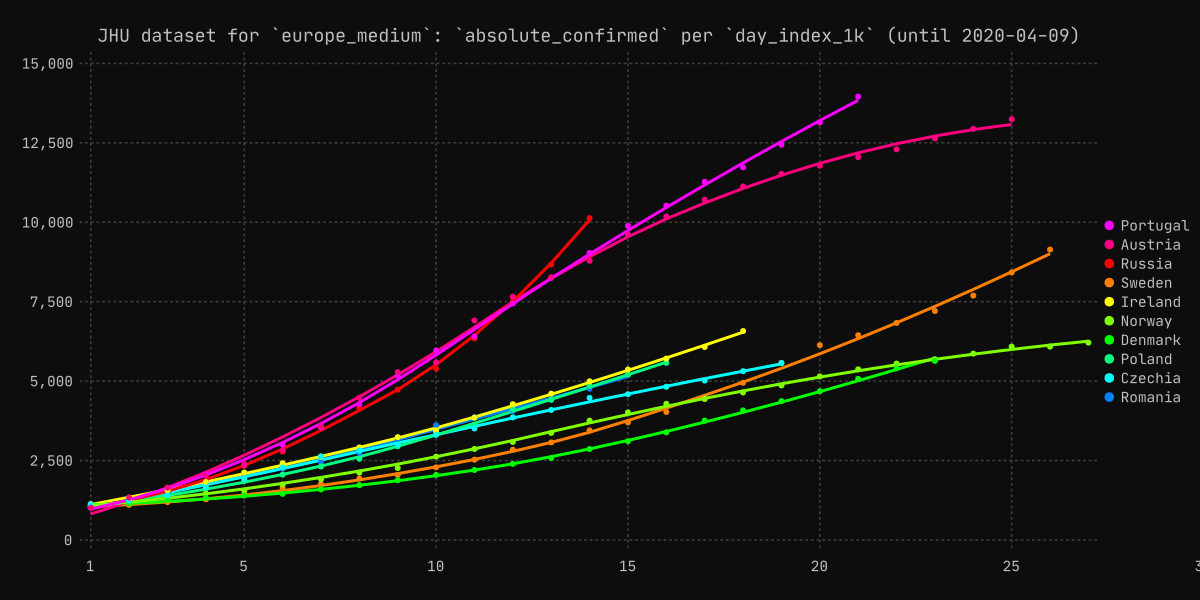 JHU dataset for `europe_medium`: `absolute_confirmed` per `day_index_1k` (until 2020-04-09)
15,000
12,500
10,000
7,500
5,000
2,500
0
1 5 10 15 20 25 3
Portugal
Austria
Russia
Sweden
Ireland
Norway
Denmark
Poland
Czechia
Romania